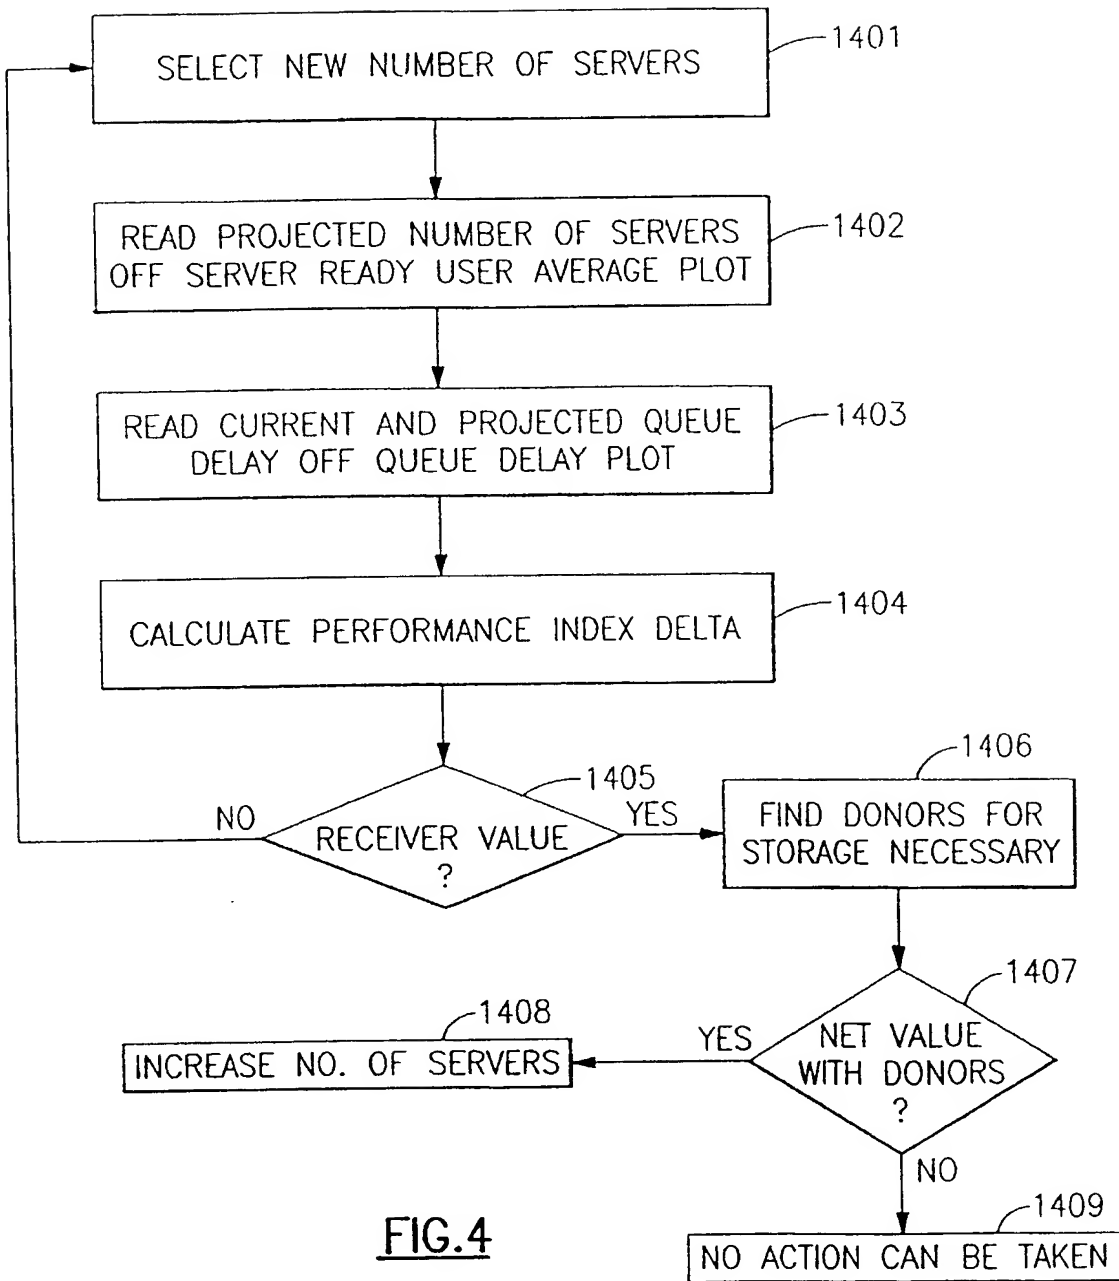 1401
SELECT NEW NUMBER OF SERVERS
READ PROJECTED NUMBER OF SERVERS
OFF SERVER READY USER AVERAGE PLOT
1402
READ CURRENT AND PROJECTED QUEUE
DELAY OFF QUEUE DELAY PLOT
1403
CALCULATE PERFORMANCE INDEX DELTA
1404
1405
NO
RECEIVER VALUE
?
YES
1406
FIND DONORS FOR
STORAGE NECESSARY
1407
NET VALUE
WITH DONORS
?
YES
1408
INCREASE NO. OF SERVERS
NO
1409
NO ACTION CAN BE TAKEN
FIG.4